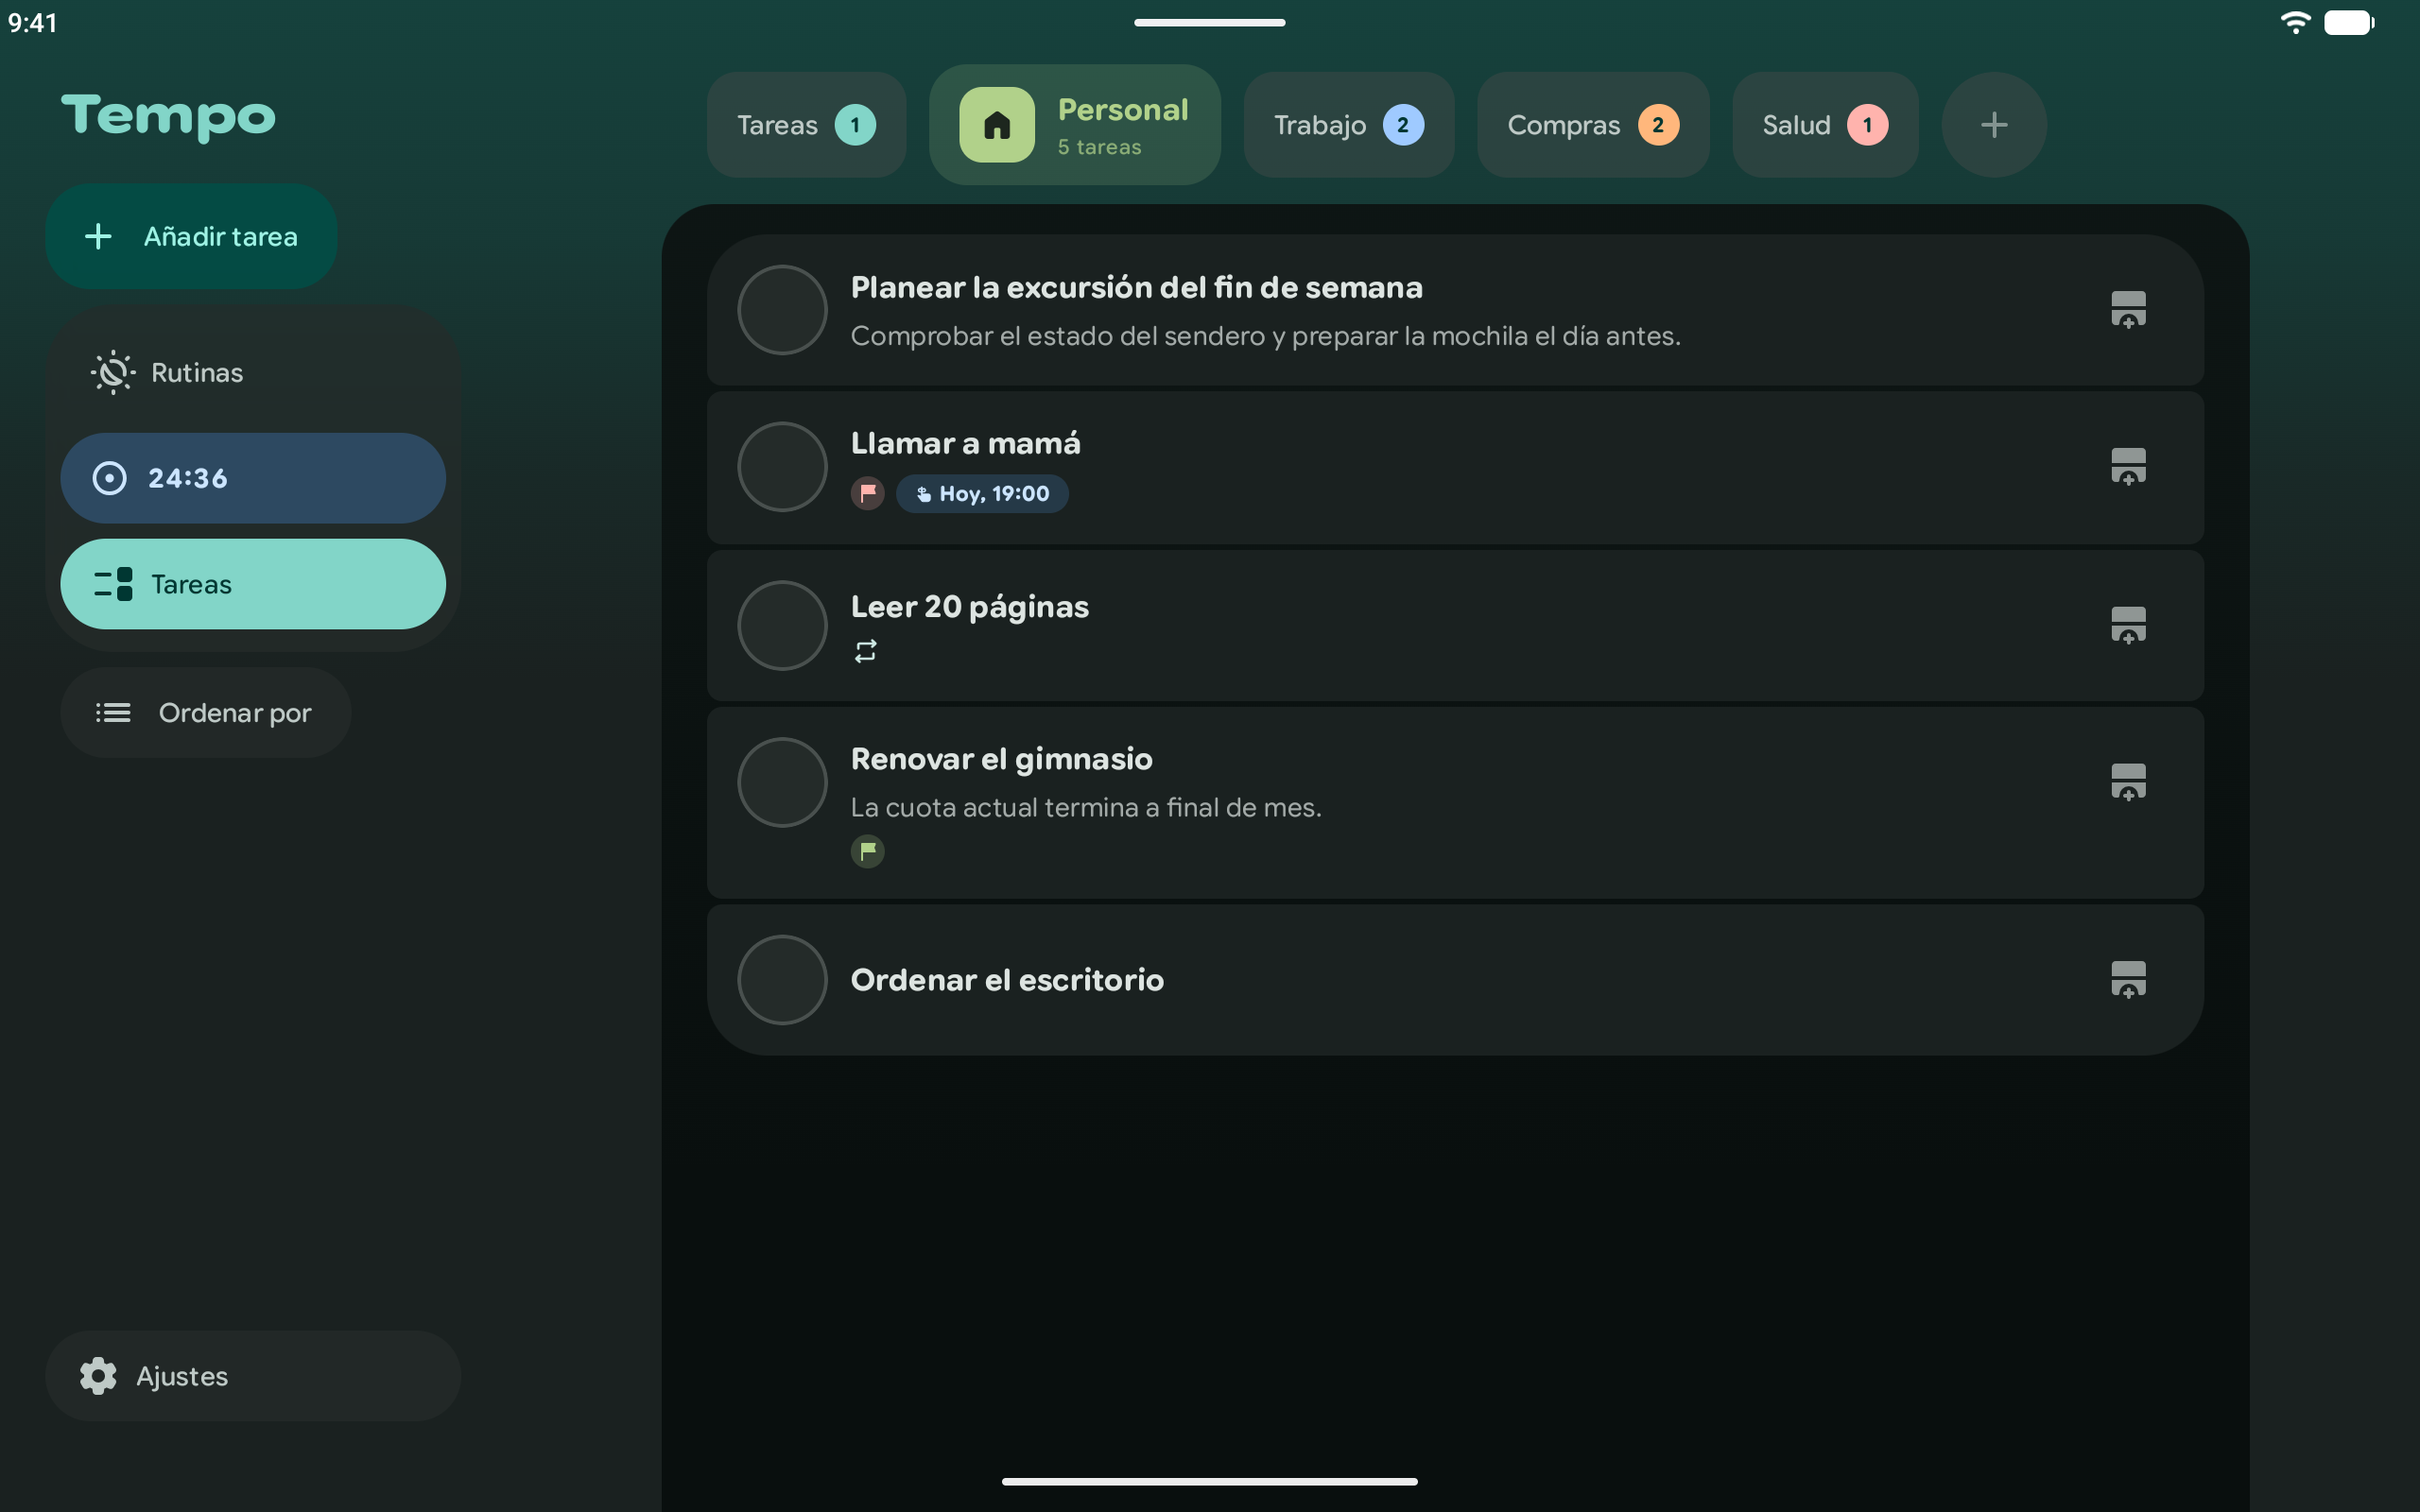 9:41
Tempo
Añadir tarea
Rutinas
24:36
Tareas
Ordenar por
Ajustes
Tareas 1
Personal
5 tareas
Trabajo 2
Compras 2
Salud 1
Planear la excursión del fin de semana
Comprobar el estado del sendero y preparar la mochila el día antes.
Llamar a mamá
Hoy, 19:00
Leer 20 páginas
Renovar el gimnasio
La cuota actual termina a final de mes.
Ordenar el escritorio